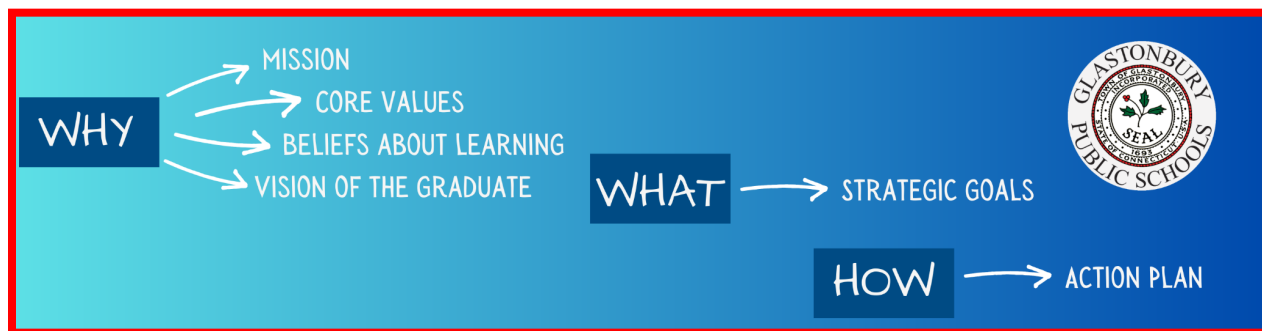 WHY
MISSION
CORE VALUES
BELIEFS ABOUT LEARNING
VISION OF THE GRADUATE
WHAT
STRATEGIC GOALS
HOW
ACTION PLAN
GLASTONBURY
PUBLIC SCHOOLS
TOWN OF GLASTONBURY
INCORPORATED
SEAL
1693
STATE OF CONNECTICUT U.S.A.